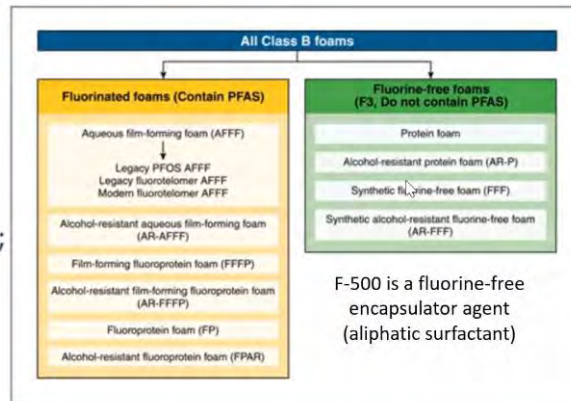 All Class B foams
Fluorinated foams (Contain PFAS)
Aqueous film-forming foam (AFFF)
Legacy PFOS AFFF
Legacy fluorotelomer AFFF
Modern fluorotelomer AFFF
Alcohol-resistant aqueous film-forming foam
(AR-AFFF)
Film-forming fluoroprotein foam (FFFP)
Alcohol-resistant film-forming fluoroprotein foam
(AR-FFFP)
Fluoroprotein foam (FP)
Alcohol-resistant fluoroprotein foam (FPAR)
Fluorine-free foams
(F3, Do not contain PFAS)
Protein foam
Alcohol-resistant protein foam (AR-P)
Synthetic fluorine-free foam (FFF)
Synthetic alcohol-resistant fluorine-free foam
(AR-FFF)
F-500 is a fluorine-free
encapsulator agent
(aliphatic surfactant)
;